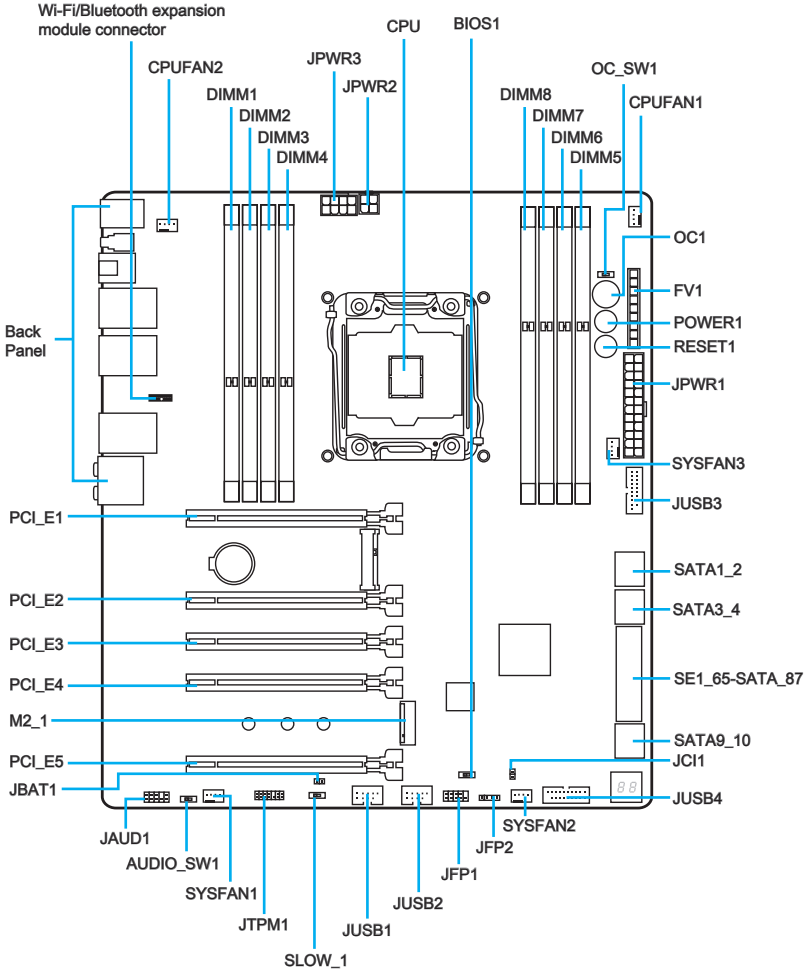 Wi-Fi/Bluetooth expansion
module connector
CPUFAN2
JPWR3
JPWR2
CPU
BIOS1
OC_SW1
CPUFAN1
DIMM1
DIMM2
DIMM3
DIMM4
DIMM8
DIMM7
DIMM6
DIMM5
OC1
FV1
POWER1
RESET1
JPWR1
Back
Panel
SYSFAN3
JUSB3
PCI_E1
SATA1_2
PCI_E2
SATA3_4
PCI_E3
PCI_E4
SE1_65-SATA_87
M2_1
SATA9_10
PCI_E5
JCI1
JBAT1
88
JUSB4
JAUD1
SYSFAN2
AUDIO_SW1
JFP2
JFP1
SYSFAN1
JUSB2
JTPM1
JUSB1
SLOW_1